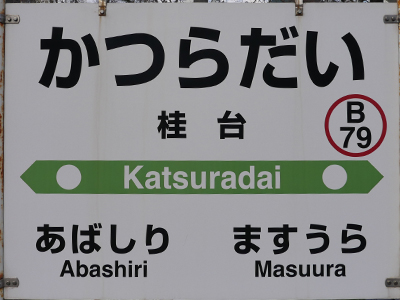 かつらだい
桂台
B
79
Katsuradai
あばしり ますうら
Abashiri Masuura